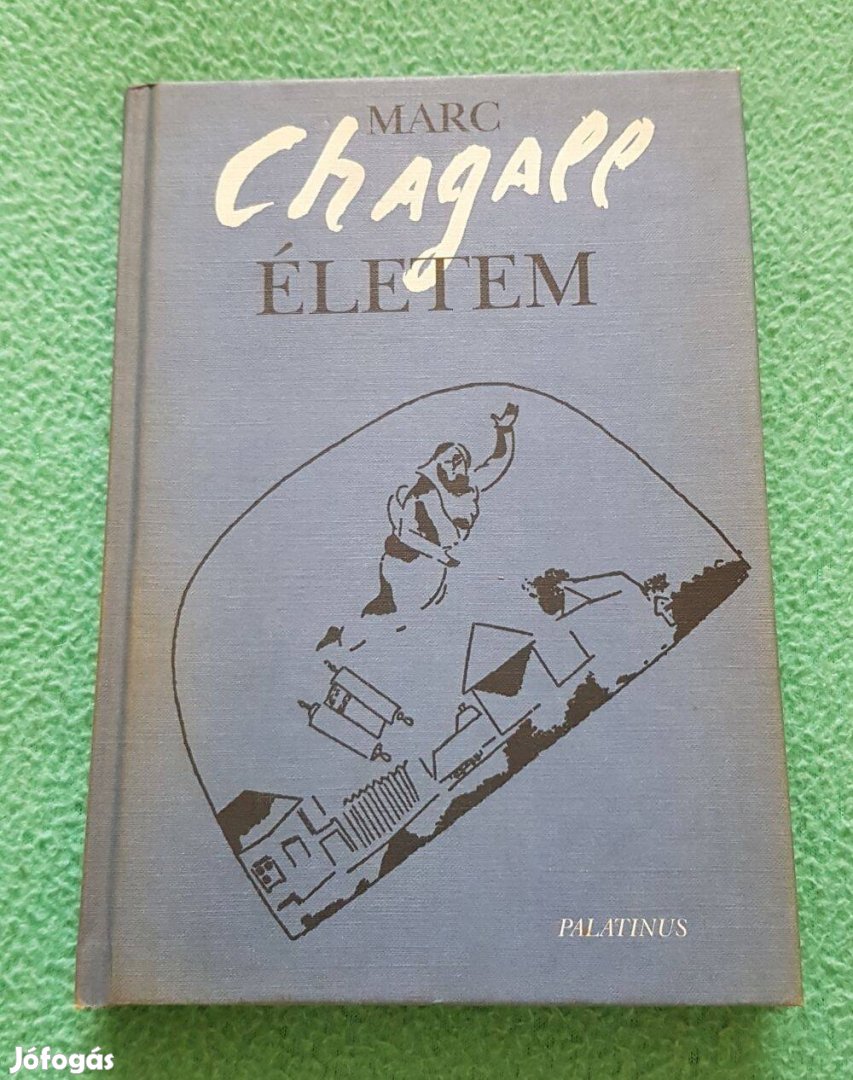 MARC
Chagall
ÉLETEM
PALATINUS
Jófogás